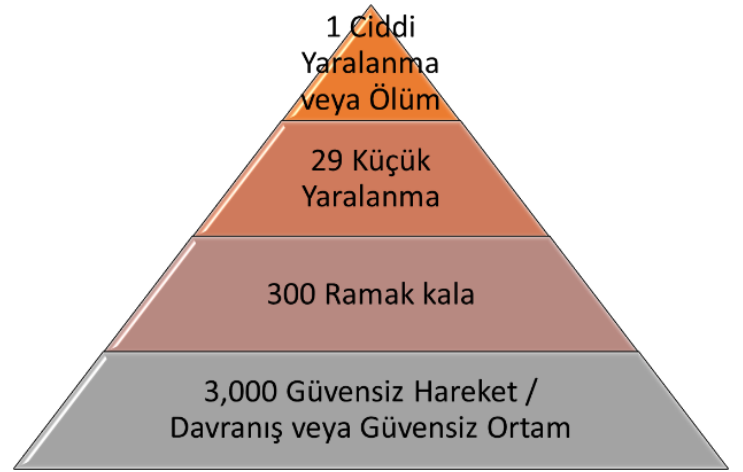 1 Ciddi
Yaralanma
veya Ölüm
29 Küçük
Yaralanma
300 Ramak kala
3,000 Güvensiz Hareket /
Davranış veya Güvensiz Ortam